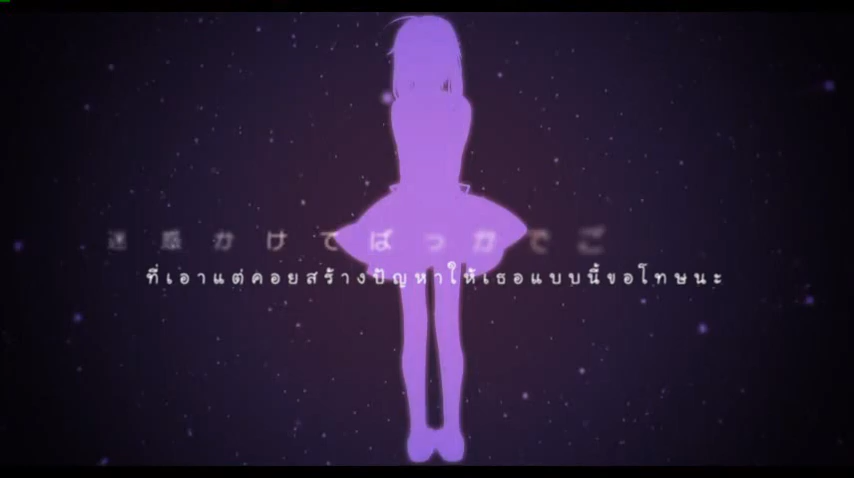 迷惑かけてばっかでご
ที่เอาแต่คอยสร้างปัญหาให้เธอแบบนี้ขอโทษนะ